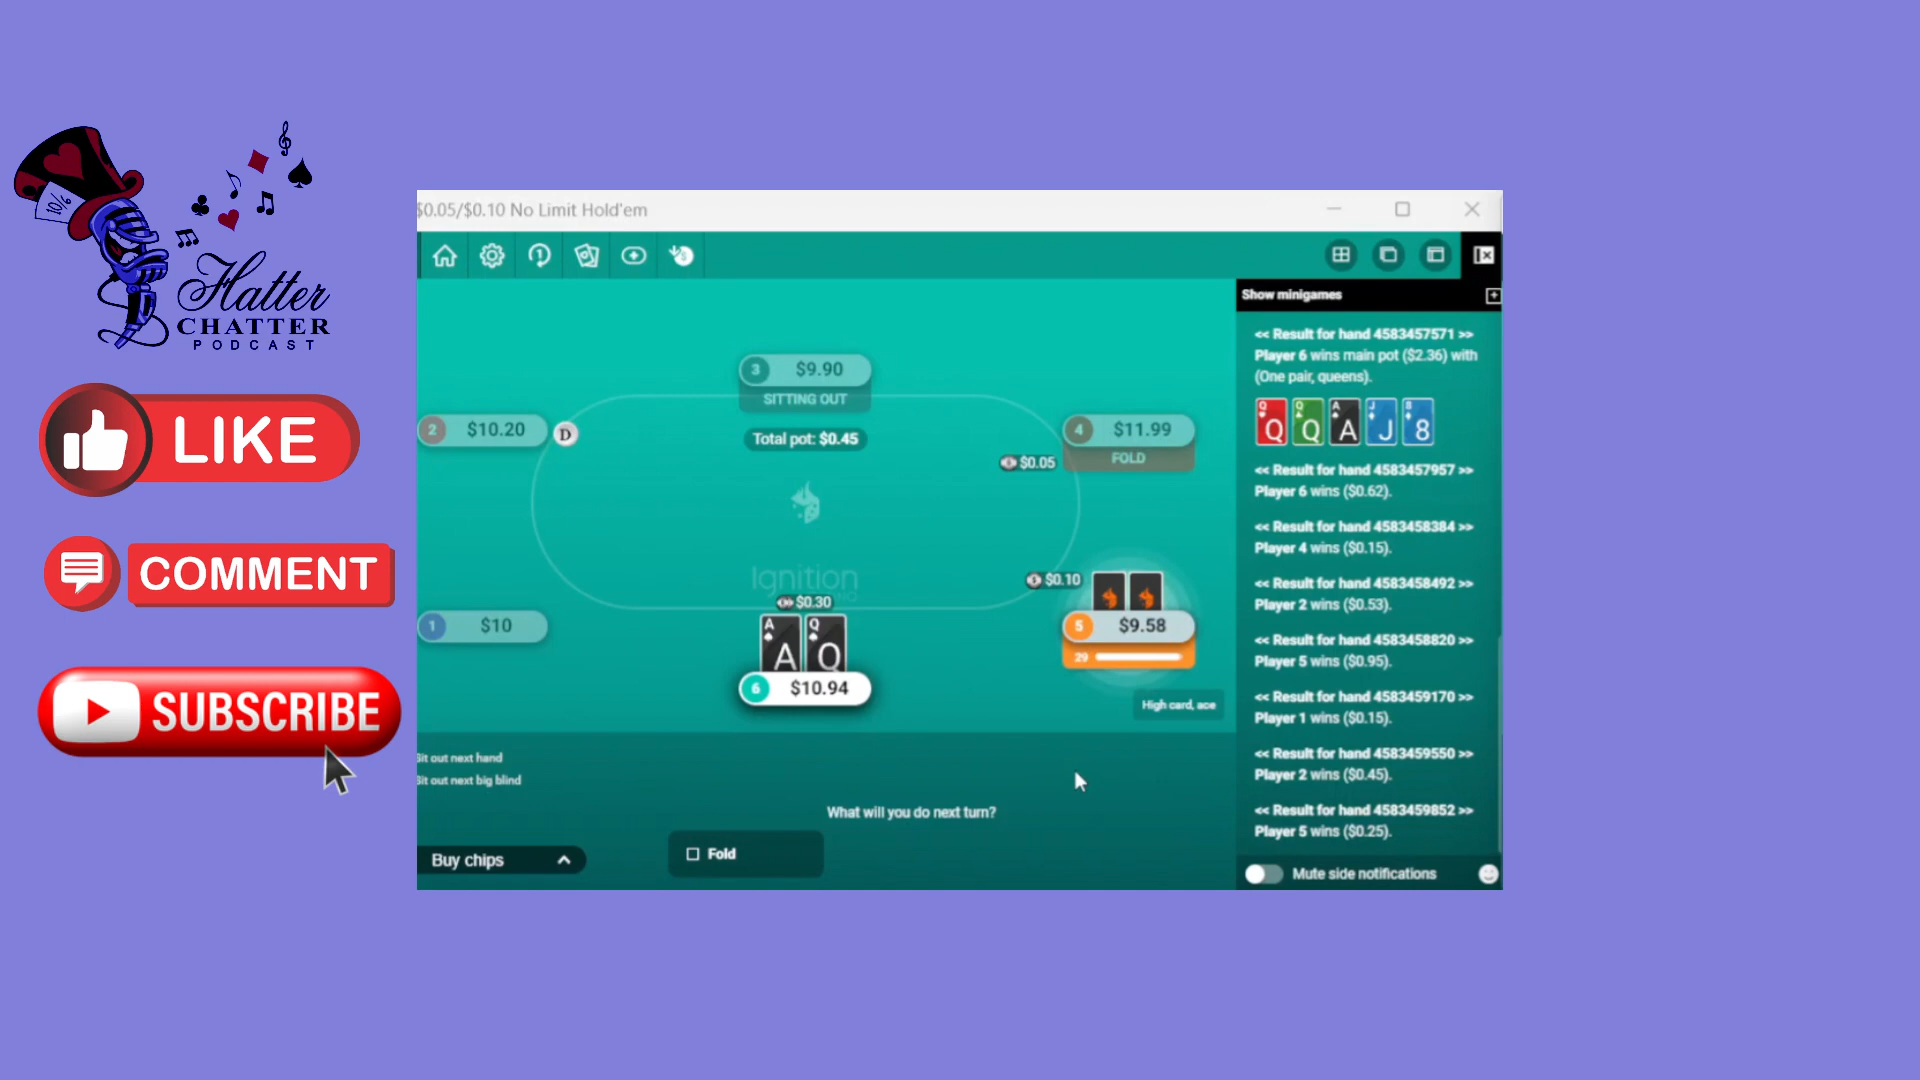 10/6
Hatter
CHATTER
PODCAST
LIKE
COMMENT
SUBSCRIBE
$0.05/$0.10 No Limit Hold'em
1
3 $9.90
SITTING OUT
Total pot: $0.45
2 $10.20
D
4 $11.99
FOLD
$0.05
Ignition
$0.30
$0.10
A Q
A Q
1 $10
5 $9.58
29
6 $10.94
High card, ace
Sit out next hand
Sit out next big blind
What will you do next turn?
Buy chips
Fold
Show minigames
<< Result for hand 4583457571 >>
Player 6 wins main pot ($2.36) with
(One pair, queens).
Q Q A J 8
Q Q A J 8
<< Result for hand 4583457957 >>
Player 6 wins ($0.62).
<< Result for hand 4583458384 >>
Player 4 wins ($0.15).
<< Result for hand 4583458492 >>
Player 2 wins ($0.53).
<< Result for hand 4583458820 >>
Player 5 wins ($0.95).
<< Result for hand 4583459170 >>
Player 1 wins ($0.15).
<< Result for hand 4583459550 >>
Player 2 wins ($0.45).
<< Result for hand 4583459852 >>
Player 5 wins ($0.25).
Mute side notifications